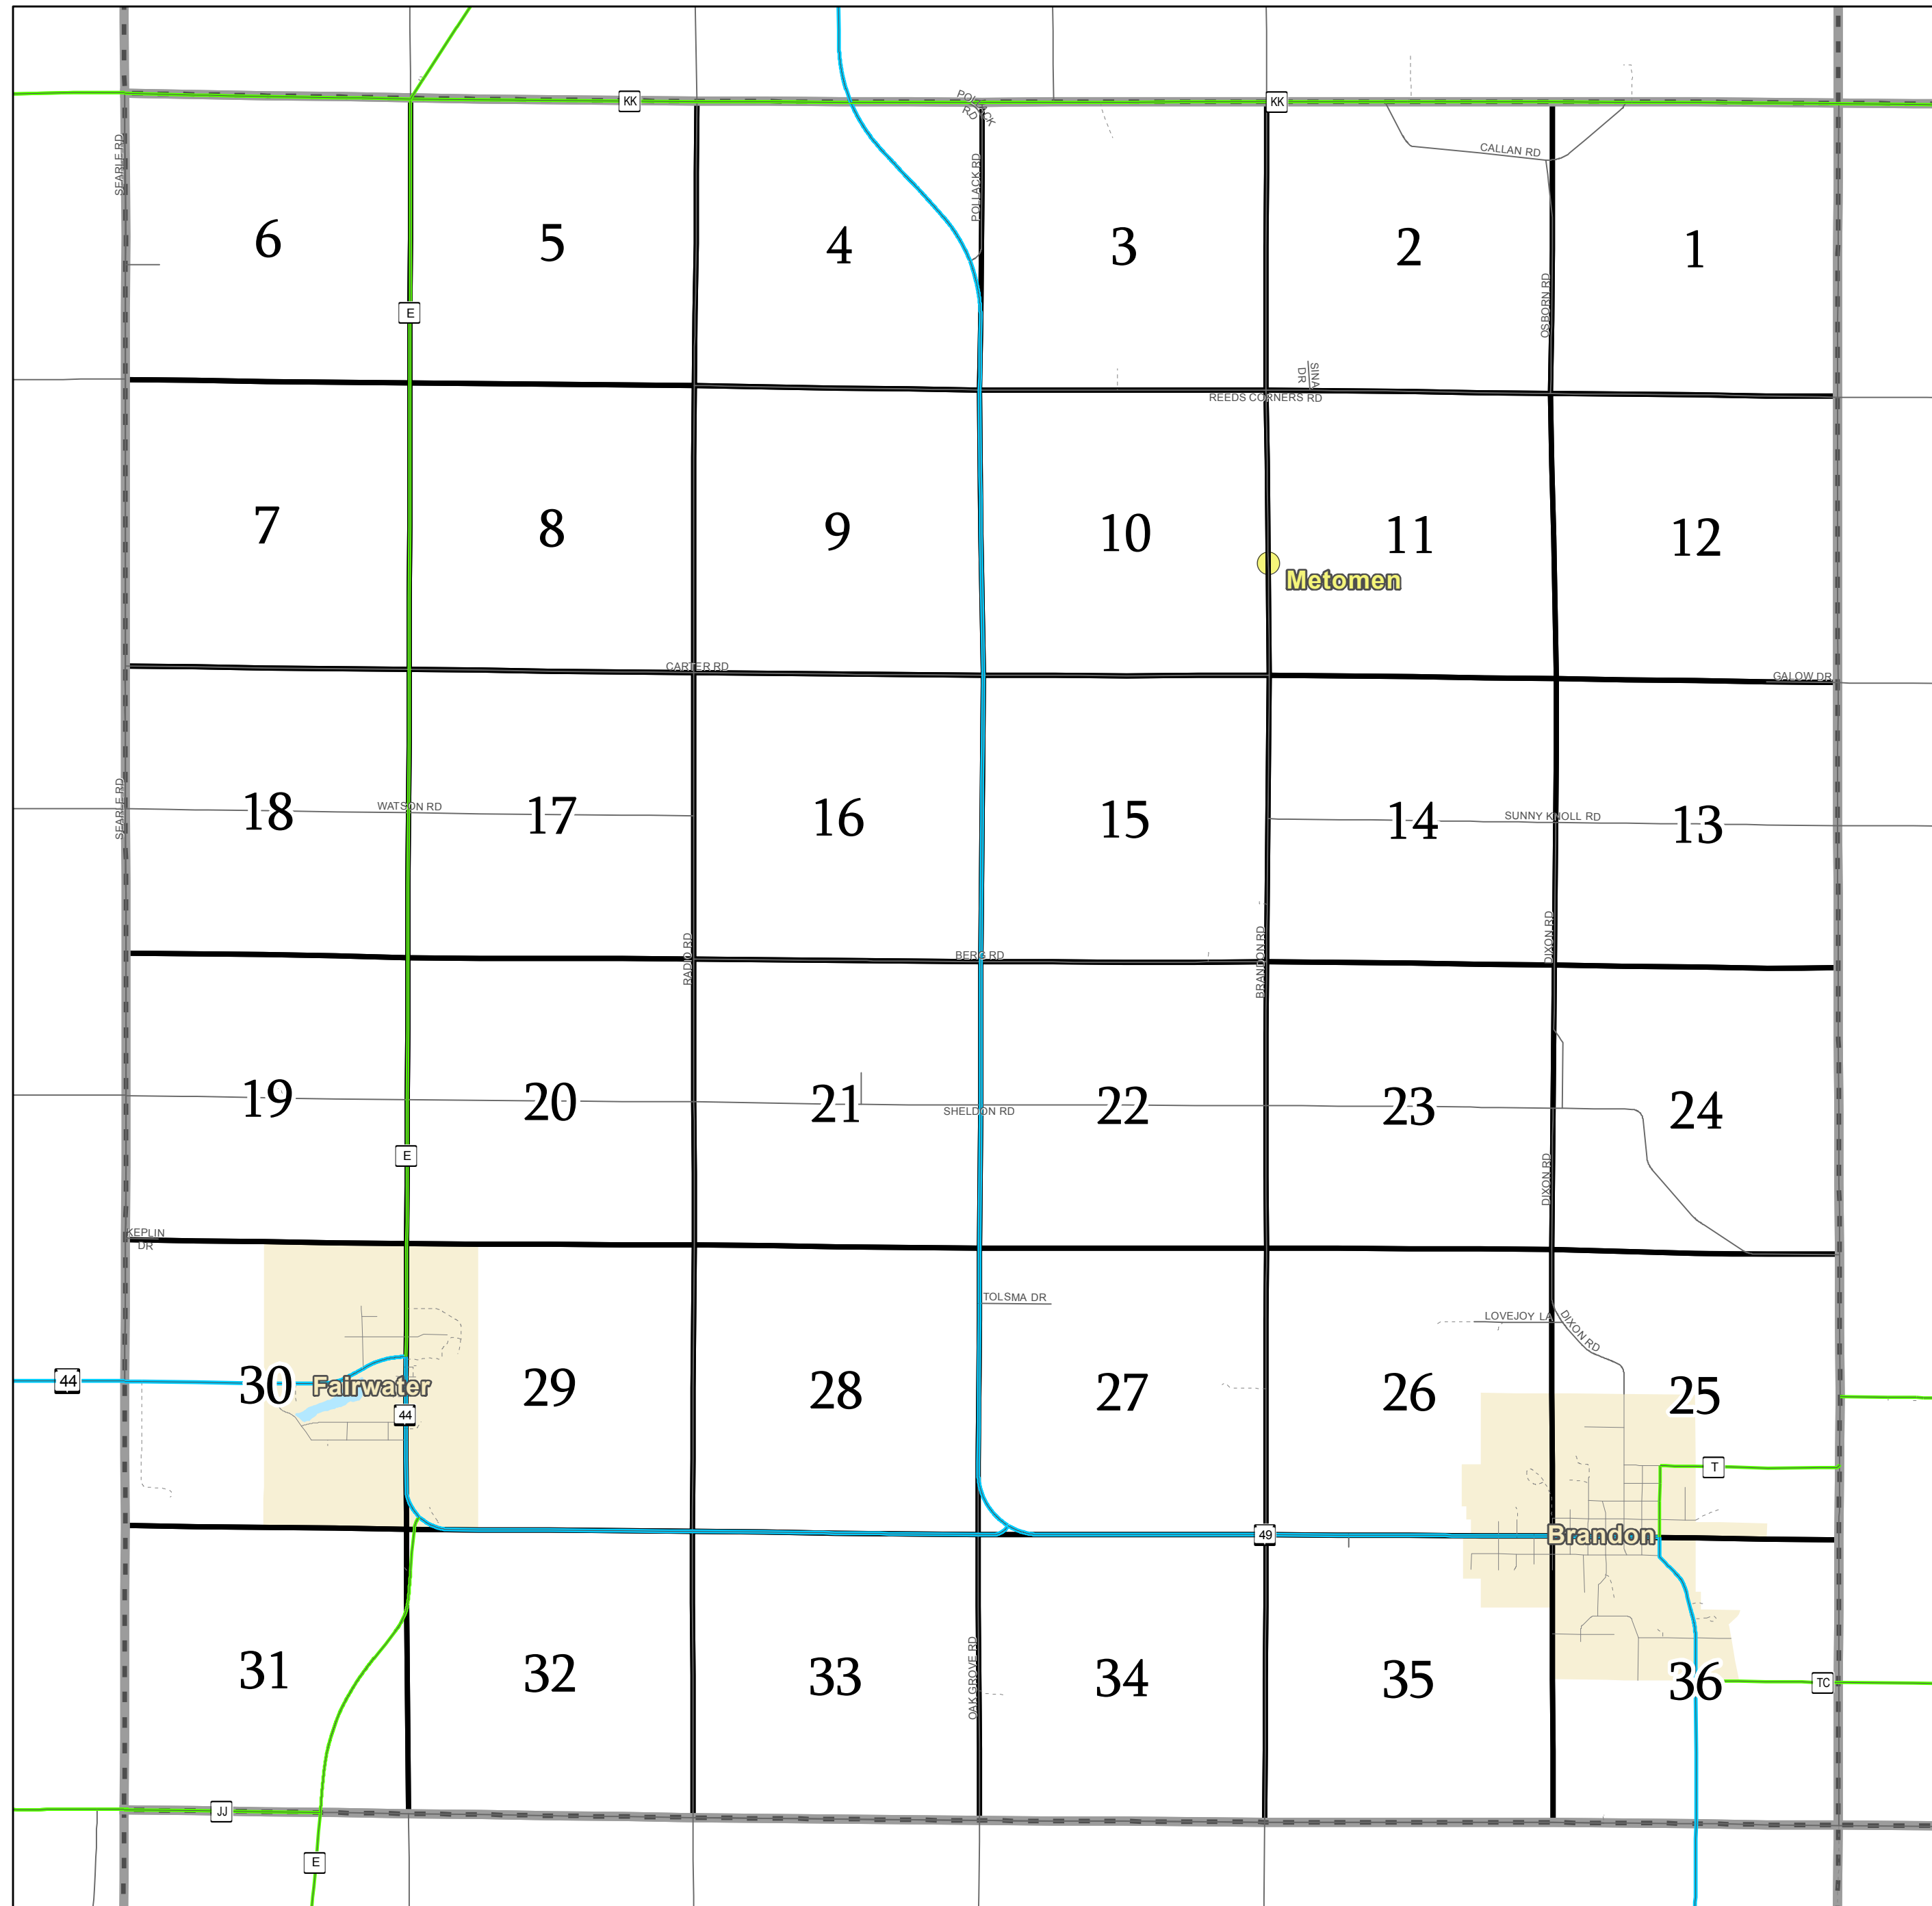 KK
KK
POLLACK
RD
SEARLE RD
POLLACK RD
CALLAN RD
6
5
4
3
2
1
E
OSBORN RD
SINA
DR
REEDS CORNERS RD
7
8
9
10
11
12
Metomen
CARTER RD
GALOW DR
SEARLE RD
18
WATSON RD
17
16
15
14
SUNNY KNOLL RD
13
RADIO RD
BERG RD
BRANDON RD
DIXON RD
19
20
21
SHELDON RD
22
23
24
E
DIXON RD
KEPLIN
DR
TOLSMA DR
LOVEJOY LA
DIXON RD
44
30
Fairwater
29
28
27
26
25
44
T
49
Brandon
31
32
33
OAK GROVE RD
34
35
36
TC
JJ
E